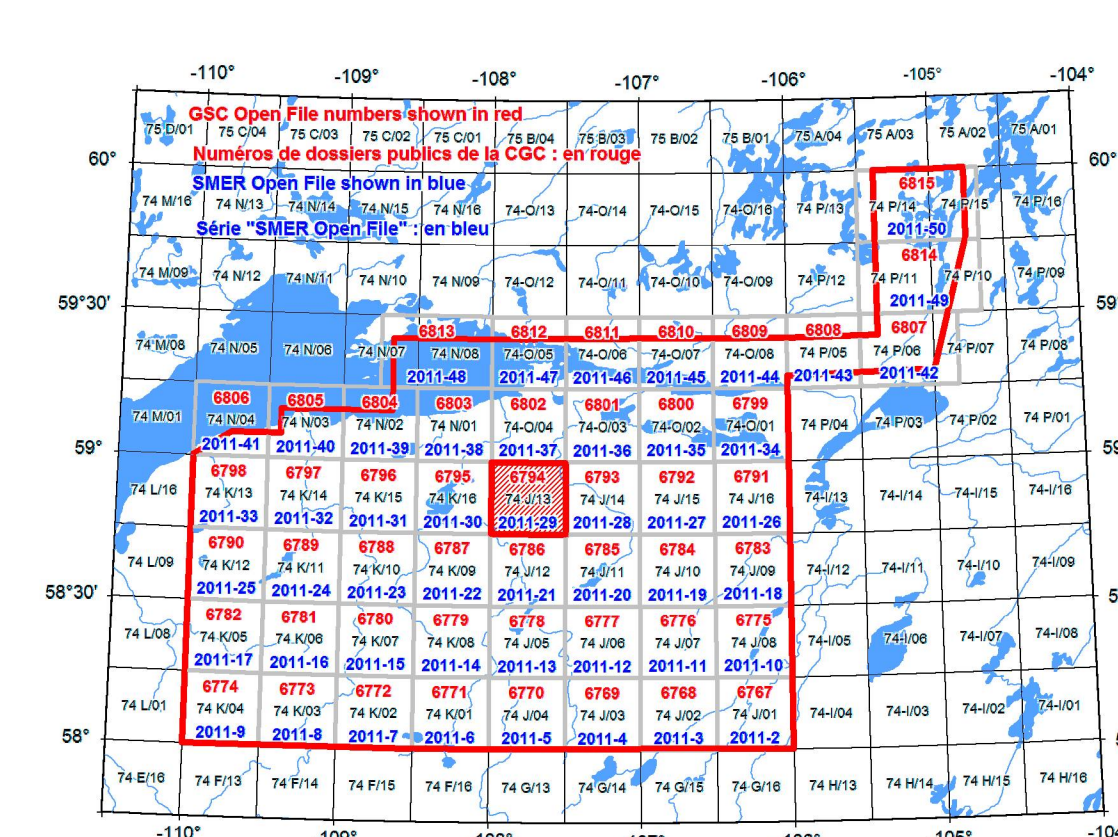 -110° -109° -108° -107° -106° -105° -104°
GSC Open File numbers shown in red
75 D/01 75 C/04 75 C/03 75 C/02 75 C/01 75 B/04 75 B/03 75 B/02 75 B/01 75 A/04 75 A/03 75 A/02 75 A/01
Numéros de dossiers publics de la CGC : en rouge
60° 60°
SMER Open File shown in blue
6815
74 M/16 74 N/13 74 N/14 74 N/15 74 N/16 74-O/13 74-O/14 74-O/15 74-O/16 74 P/13 74 P/14 74 P/15 74 P/16
Série "SMER Open File" : en bleu
2011-50
6814
74 M/09 74 N/12 74 N/11 74 N/10 74 N/09 74-O/12 74-O/11 74-O/10 74-O/09 74 P/12 74 P/11 74 P/10 74 P/09
59°30' 59
2011-49
6813 6812 6811 6810 6809 6808 6807
74 M/08 74 N/05 74 N/06 74 N/07 74 N/08 74-O/05 74-O/06 74-O/07 74-O/08 74 P/05 74 P/06 74 P/07 74 P/08
2011-48 2011-47 2011-46 2011-45 2011-44 2011-43 2011-42
6806 6805 6804 6803 6802 6801 6800 6799
74 M/01 74 N/04 74 N/03 74 N/02 74 N/01 74-O/04 74-O/03 74-O/02 74-O/01 74 P/04 74 P/03 74 P/02 74 P/01
2011-41 2011-40 2011-39 2011-38 2011-37 2011-36 2011-35 2011-34
59° 59
6798 6797 6796 6795 6794 6793 6792 6791
74 L/16 74 K/13 74 K/14 74 K/15 74 K/16 74 J/13 74 J/14 74 J/15 74 J/16 74-I/13 74-I/14 74-I/15 74-I/16
2011-33 2011-32 2011-31 2011-30 2011-29 2011-28 2011-27 2011-26
6790 6789 6788 6787 6786 6785 6784 6783
74 L/09 74 K/12 74 K/11 74 K/10 74 K/09 74 J/12 74 J/11 74 J/10 74 J/09 74-I/12 74-I/11 74-I/10 74-I/09
58°30' 5
2011-25 2011-24 2011-23 2011-22 2011-21 2011-20 2011-19 2011-18
6782 6781 6780 6779 6778 6777 6776 6775
74 L/08 74 K/05 74 K/06 74 K/07 74 K/08 74 J/05 74 J/06 74 J/07 74 J/08 74-I/05 74-I/06 74-I/07 74-I/08
2011-17 2011-16 2011-15 2011-14 2011-13 2011-12 2011-11 2011-10
6774 6773 6772 6771 6770 6769 6768 6767
74 L/01 74 K/04 74 K/03 74 K/02 74 K/01 74 J/04 74 J/03 74 J/02 74 J/01 74-I/04 74-I/03 74-I/02 74-I/01
2011-9 2011-8 2011-7 2011-6 2011-5 2011-4 2011-3 2011-2
58°
74 E/16 74 F/13 74 F/14 74 F/15 74 F/16 74 G/13 74 G/14 74 G/15 74 G/16 74 H/13 74 H/14 74 H/15 74 H/16
-110° -109° -108° -107° -106° -105°